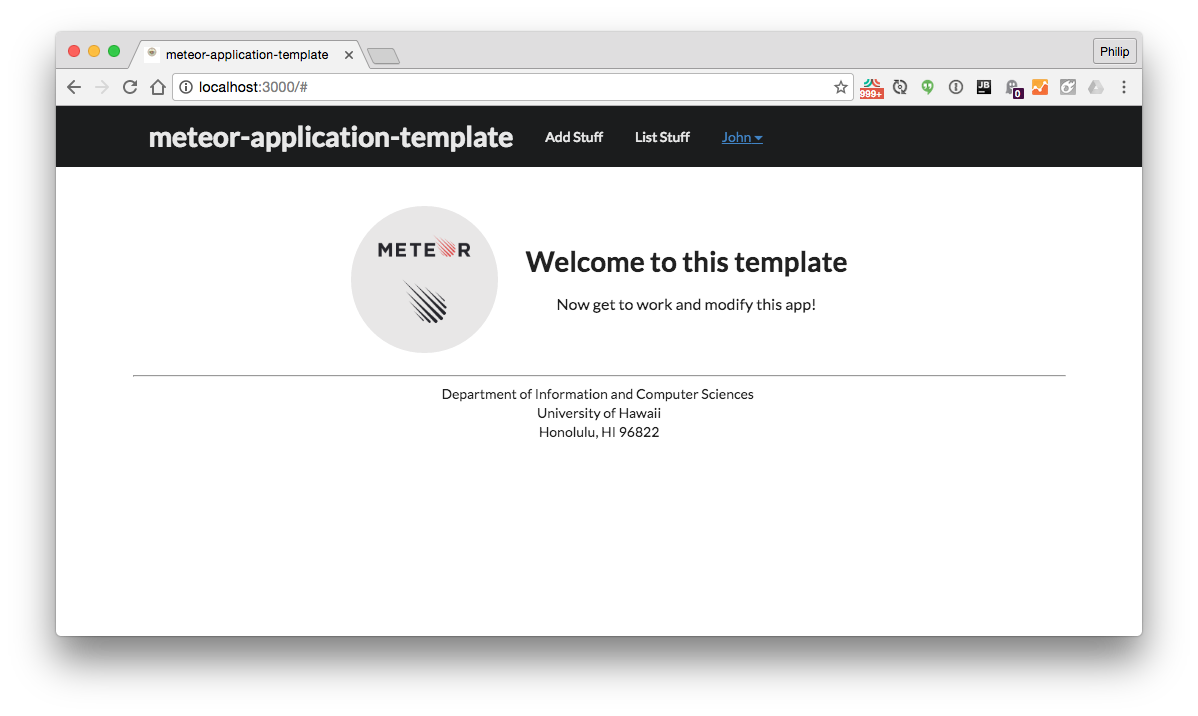 meteor-application-template
Philip
localhost:3000/#
999+
JB
0
meteor-application-template Add Stuff List Stuff John
METEOR
Welcome to this template
Now get to work and modify this app!
Department of Information and Computer Sciences
University of Hawaii
Honolulu, HI 96822